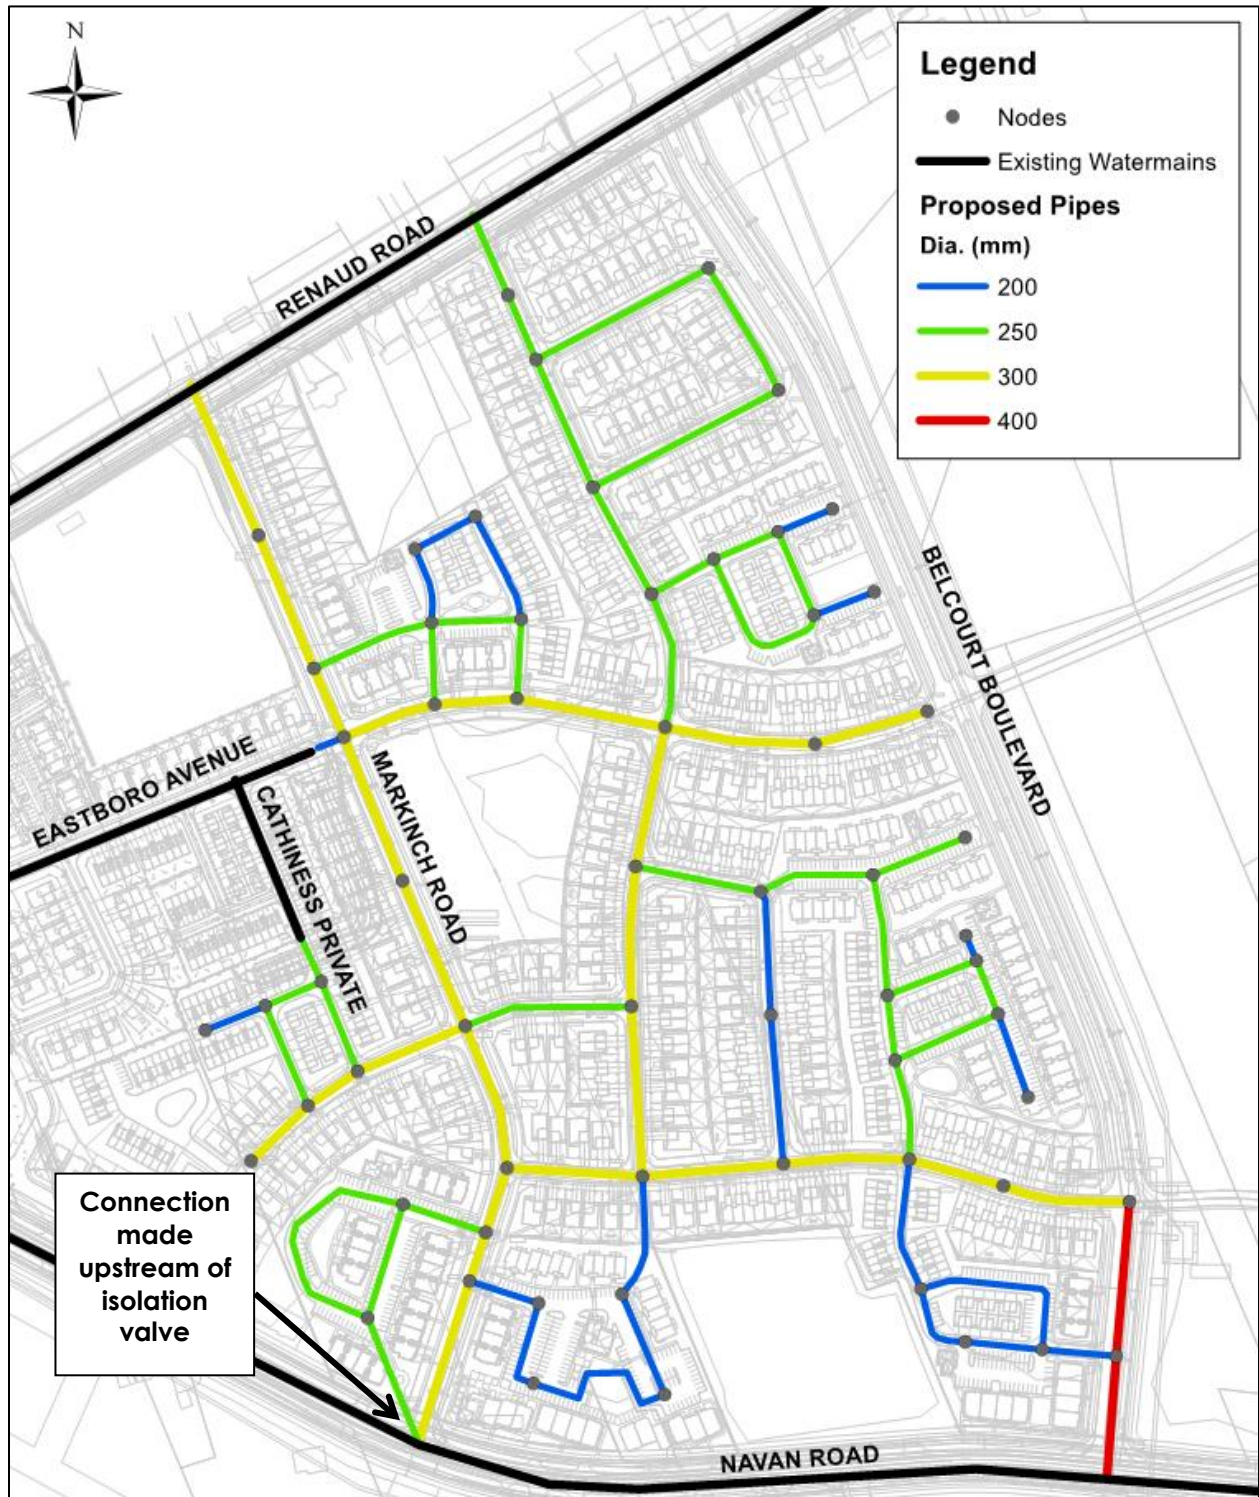 N
Legend
Nodes
Existing Watermains
Proposed Pipes
Dia. (mm)
200
250
300
400
RENAUD ROAD
BELCOURT BOULEVARD
EASTBORO AVENUE
MARKINCH ROAD
CATHINESS PRIVATE
Connection
made
upstream of
isolation
valve
NAVAN ROAD